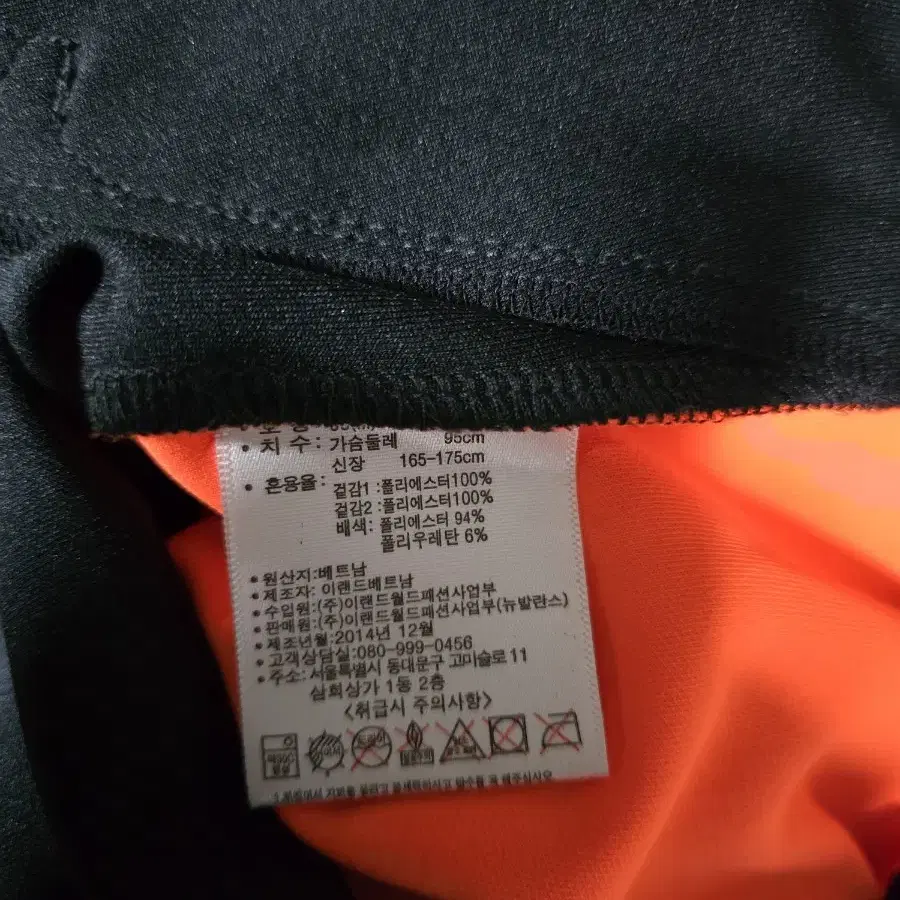 • 치 수 : 가슴둘레 95cm
신장 165-175cm
• 혼용율 : 겉감1 :폴리에스터100%
겉감2 :폴리에스터100%
배색: 폴리에스터 94%
폴리우레탄 6%
• 원산지:베트남
• 제조자: 이랜드베트남
• 수입원:(주)이랜드월드패션사업부
• 판매원:(주)이랜드월드패션사업부(뉴발란스)
• 제조년월:2014년 12월
• 고객상담실:080-999-0456
• 주소: 서울특별시 동대문구 고미술로11
삼희상가 1동 2층
<취급시 주의사항>
드라이